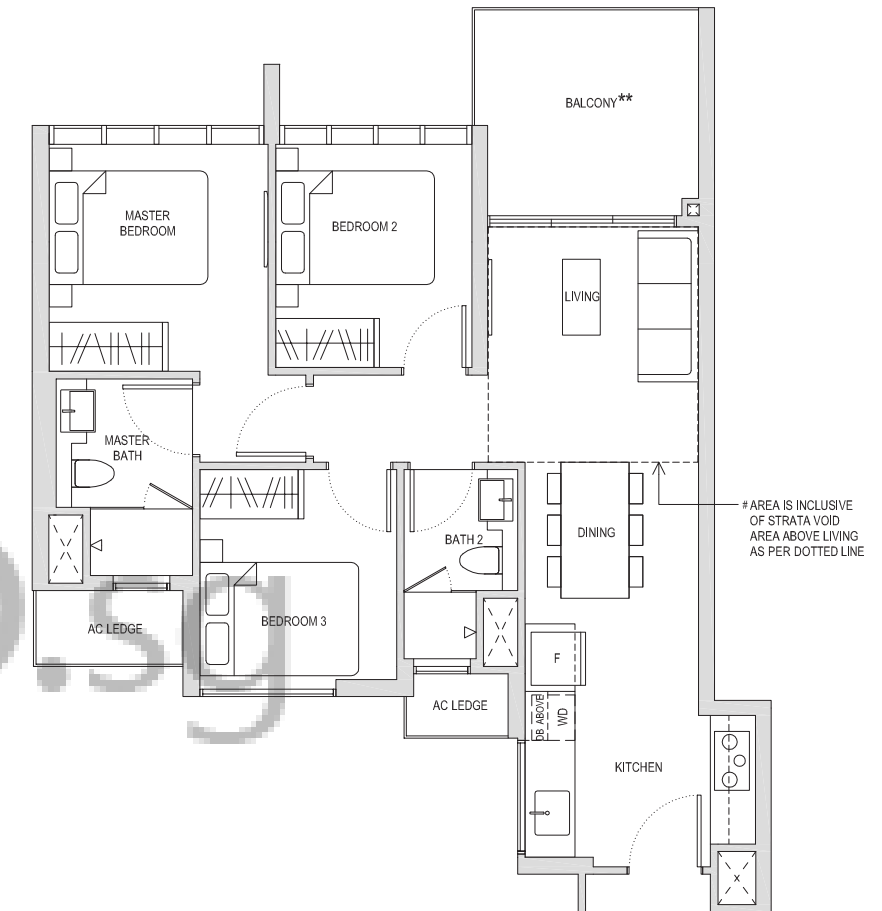 BALCONY**
MASTER
BEDROOM
BEDROOM 2
LIVING
MASTER
BATH
# AREA IS INCLUSIVE
OF STRATA VOID
AREA ABOVE LIVING
AS PER DOTTED LINE
DINING
BATH 2
BEDROOM 3
AC LEDGE
F
AC LEDGE
DB ABOVE
WD
KITCHEN
x
.sg